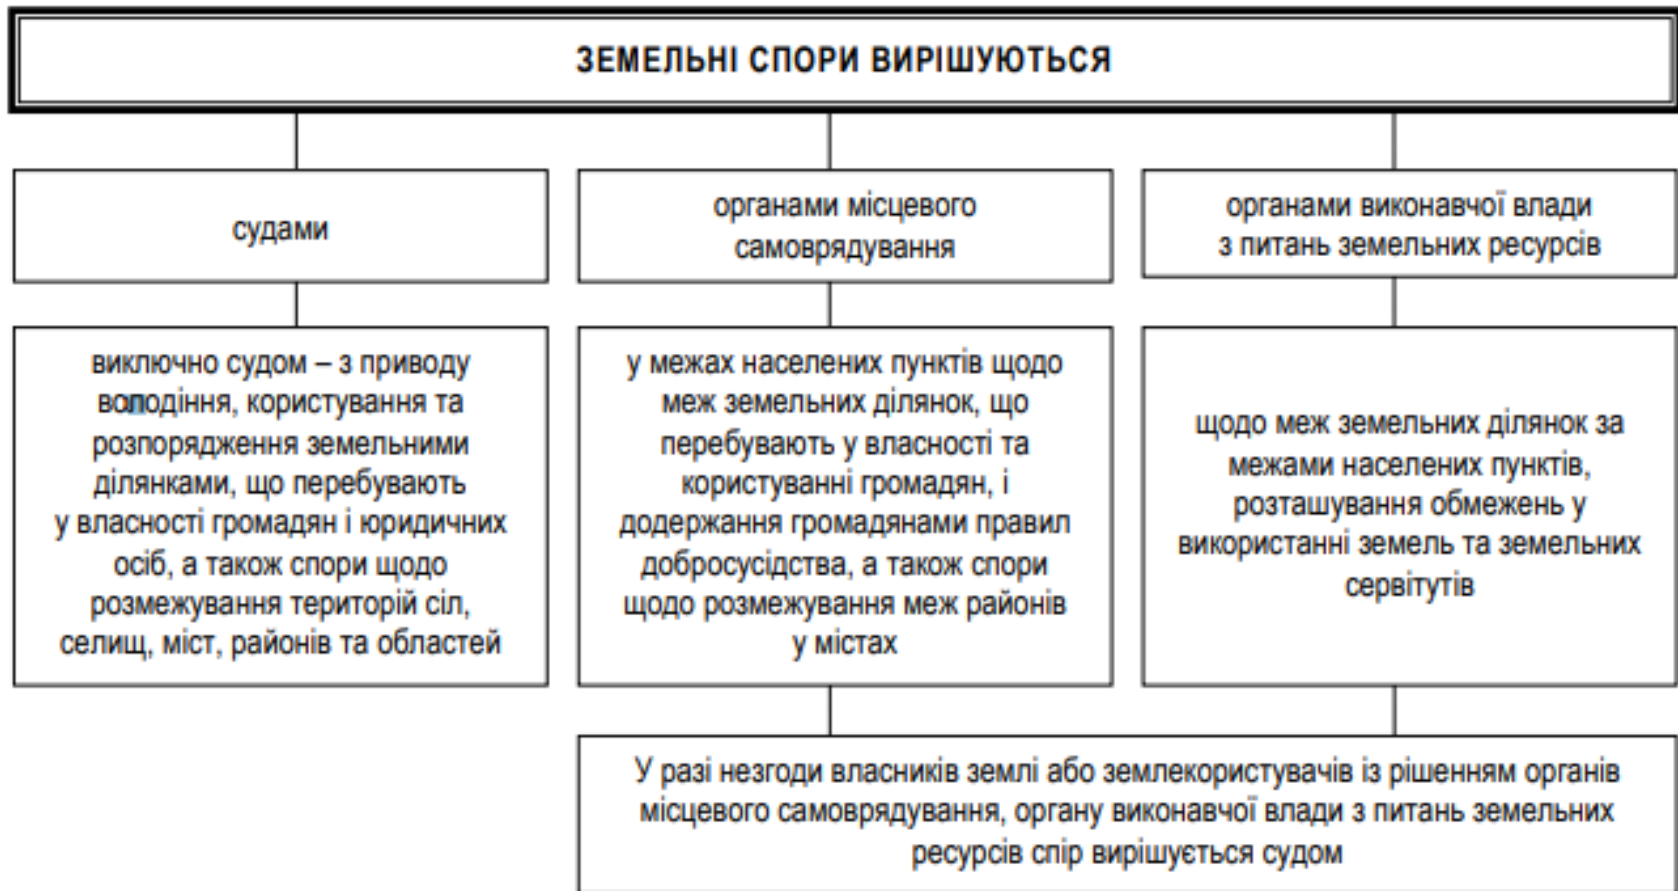 ЗЕМЕЛЬНІ СПОРИ ВИРІШУЮТЬСЯ
судами
органами місцевого
самоврядування
органами виконавчої влади
з питань земельних ресурсів
виключно судом – з приводу
володіння, користування та
розпорядження земельними
ділянками, що перебувають
у власності громадян і юридичних
осіб, а також спори щодо
розмежування територій сіл,
селищ, міст, районів та областей
у межах населених пунктів щодо
меж земельних ділянок, що
перебувають у власності та
користуванні громадян, і
додержання громадянами правил
добросусідства, а також спори
щодо розмежування меж районів
у містах
щодо меж земельних ділянок за
межами населених пунктів,
розташування обмежень у
використанні земель та земельних
сервітутів
У разі незгоди власників землі або землекористувачів із рішенням органів
місцевого самоврядування, органу виконавчої влади з питань земельних
ресурсів спір вирішується судом